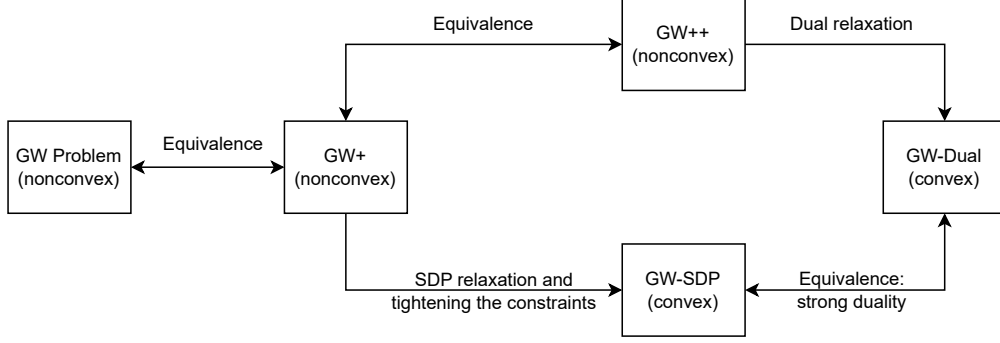 Equivalence
GW++
(nonconvex)
Dual relaxation
GW Problem
(nonconvex)
Equivalence
GW+
(nonconvex)
GW-Dual
(convex)
SDP relaxation and
tightening the constraints
GW-SDP
(convex)
Equivalence:
strong duality